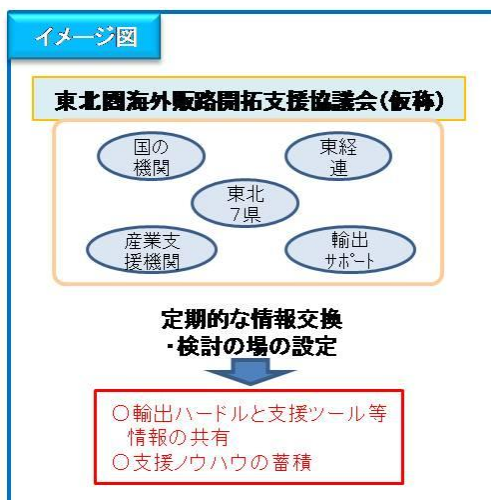 イメージ図
東北圏海外販路開拓支援協議会(仮称)
国の
機関
東経
連
東北
7県
産業支
援機関
輸出
サポート
定期的な情報交換
・検討の場の設定
○輸出ハードルと支援ツール等
情報の共有
○支援ノウハウの蓄積